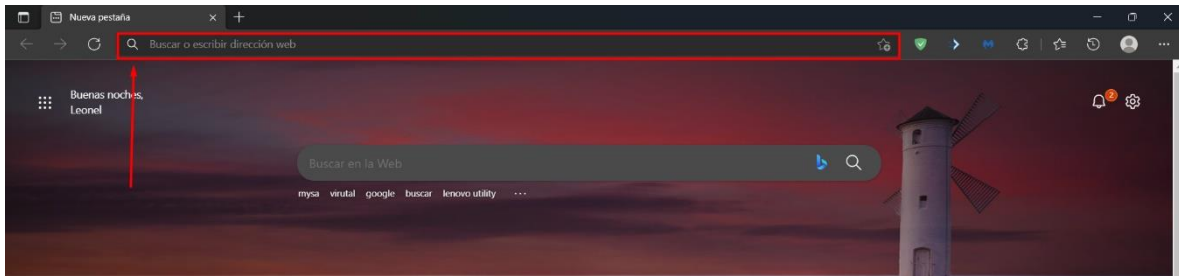 Nueva pestaña
Buscar o escribir dirección web
Buenas noches,
Leonel
2
Buscar en la Web
mysa virutal google buscar lenovo utility ...